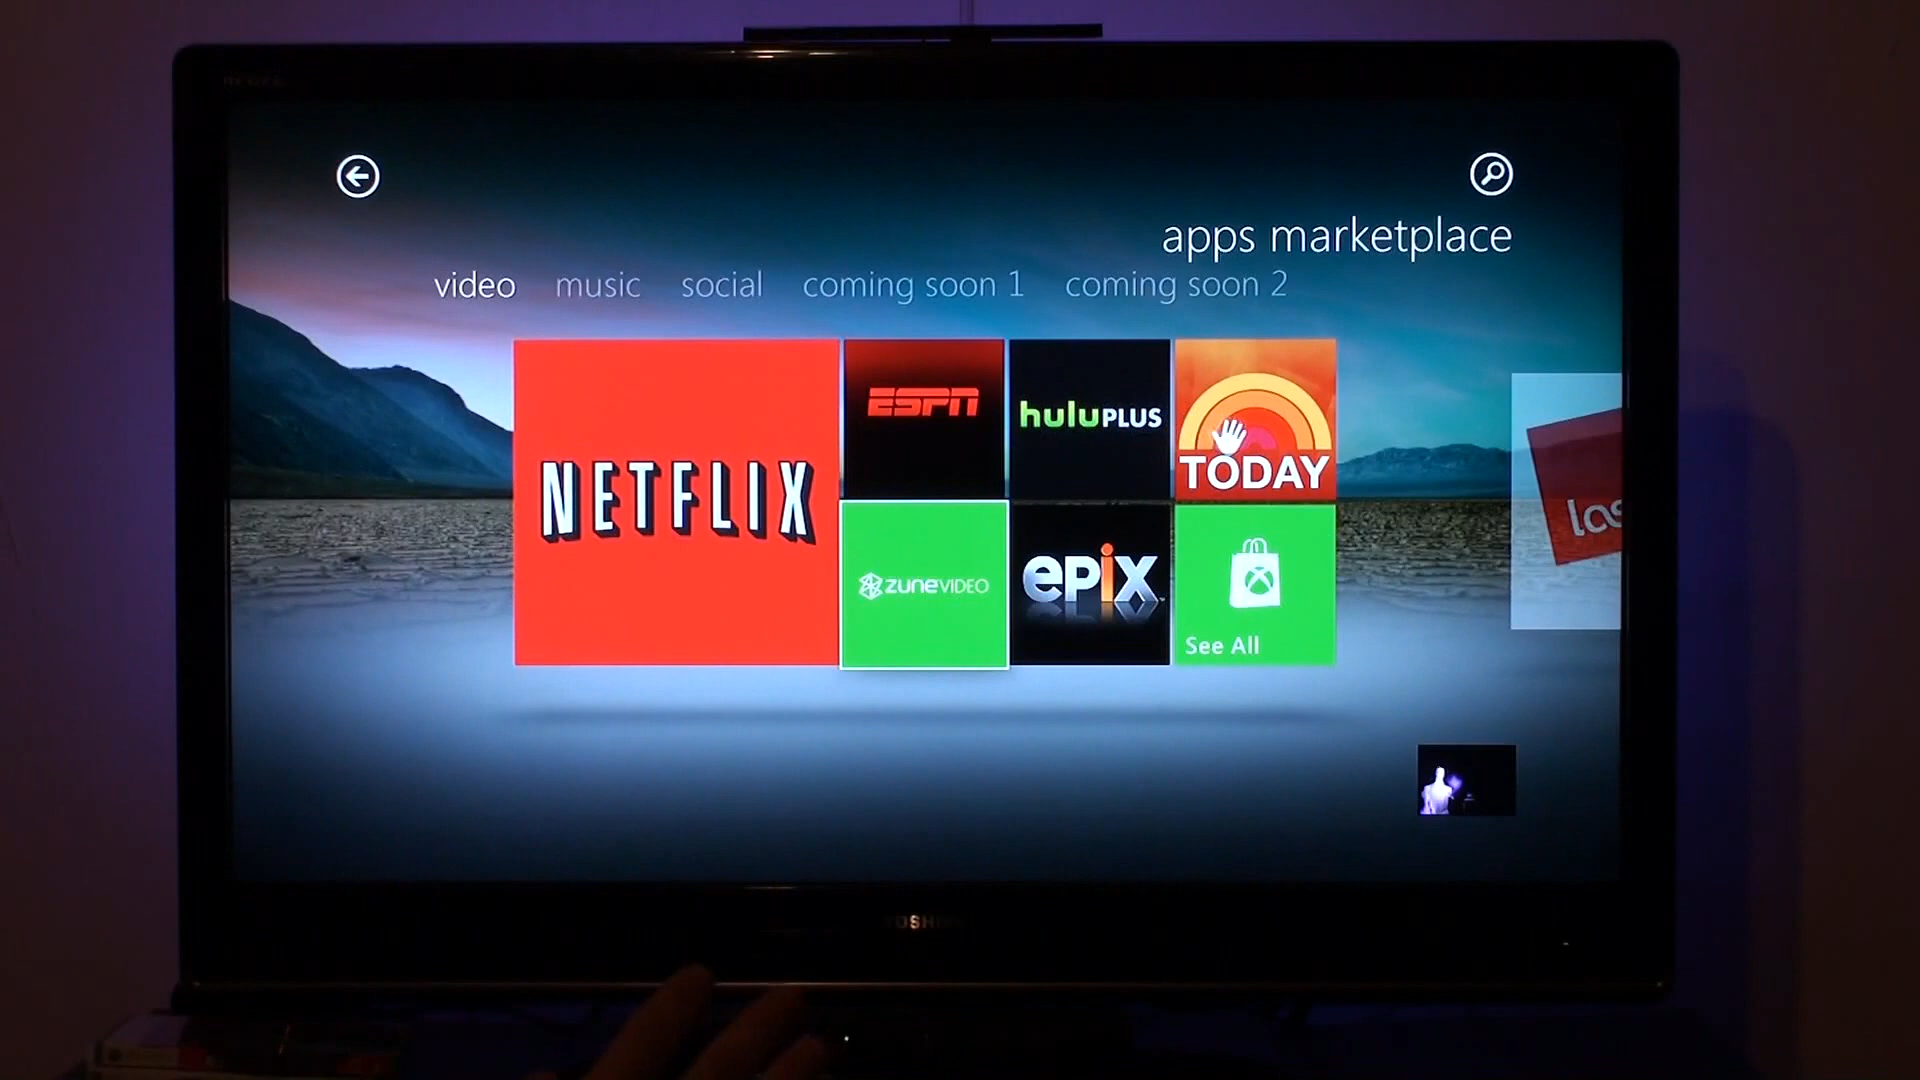 apps marketplace
video music social coming soon 1 coming soon 2
NETFLIX
ESPN
huluPLUS
TODAY
las
zuneVIDEO
epix
See All